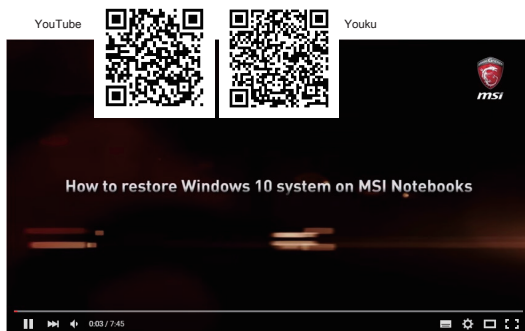 YouTube
Youku
msi
How to restore Windows 10 system on MSI Notebooks
0:03 / 7:45